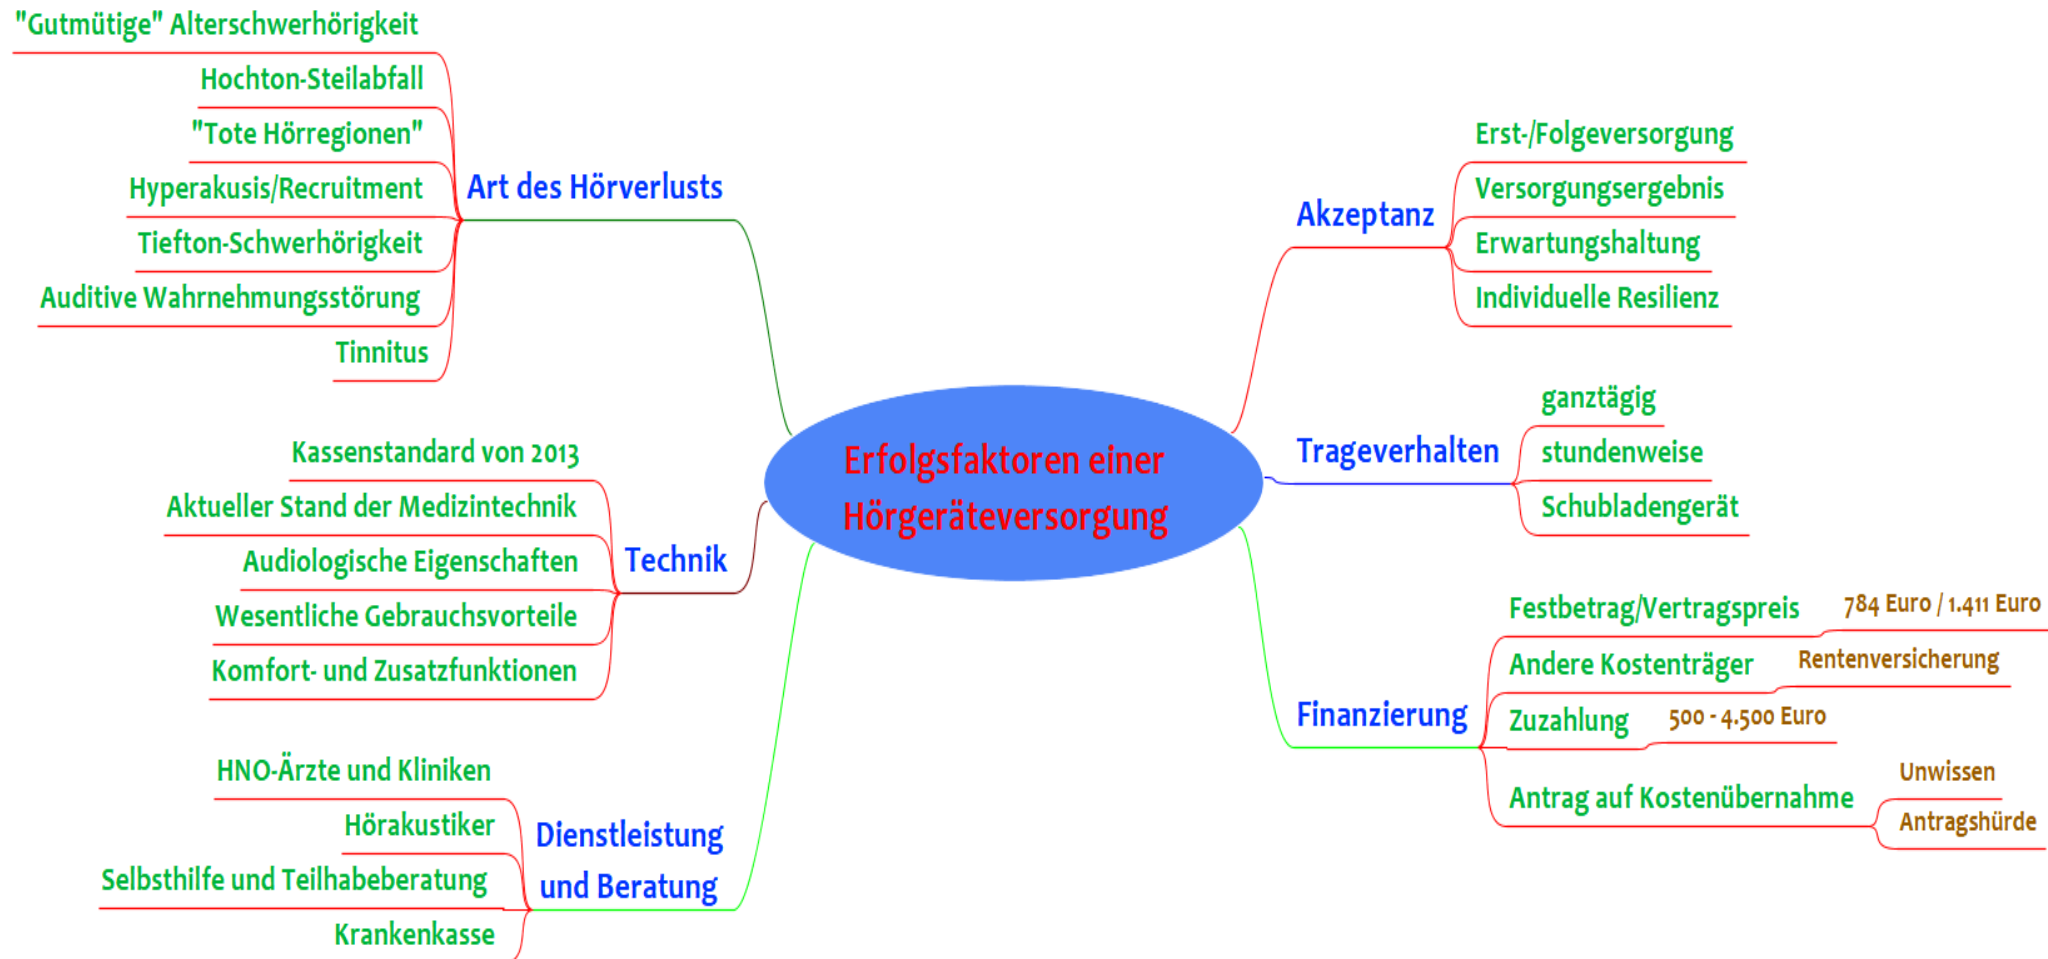 "Gutmütige" Alterschwerhörigkeit
Hochton-Steilabfall
"Tote Hörregionen"
Hyperakusis/Recruitment
Tiefton-Schwerhörigkeit
Auditive Wahrnehmungsstörung
Tinnitus
Art des Hörverlusts
Kassenstandard von 2013
Aktueller Stand der Medizintechnik
Audiologische Eigenschaften
Wesentliche Gebrauchsvorteile
Komfort- und Zusatzfunktionen
Technik
HNO-Ärzte und Kliniken
Hörakustiker
Selbsthilfe und Teilhabeberatung
Krankenkasse
Dienstleistung
und Beratung
Erfolgsfaktoren einer
Hörgeräteversorgung
Akzeptanz
Erst-/Folgeversorgung
Versorgungsergebnis
Erwartungshaltung
Individuelle Resilienz
Trageverhalten
ganztägig
stundenweise
Schubladengerät
Finanzierung
Festbetrag/Vertragspreis
784 Euro / 1.411 Euro
Andere Kostenträger
Rentenversicherung
Zuzahlung
500 - 4.500 Euro
Antrag auf Kostenübernahme
Unwissen
Antragshürde